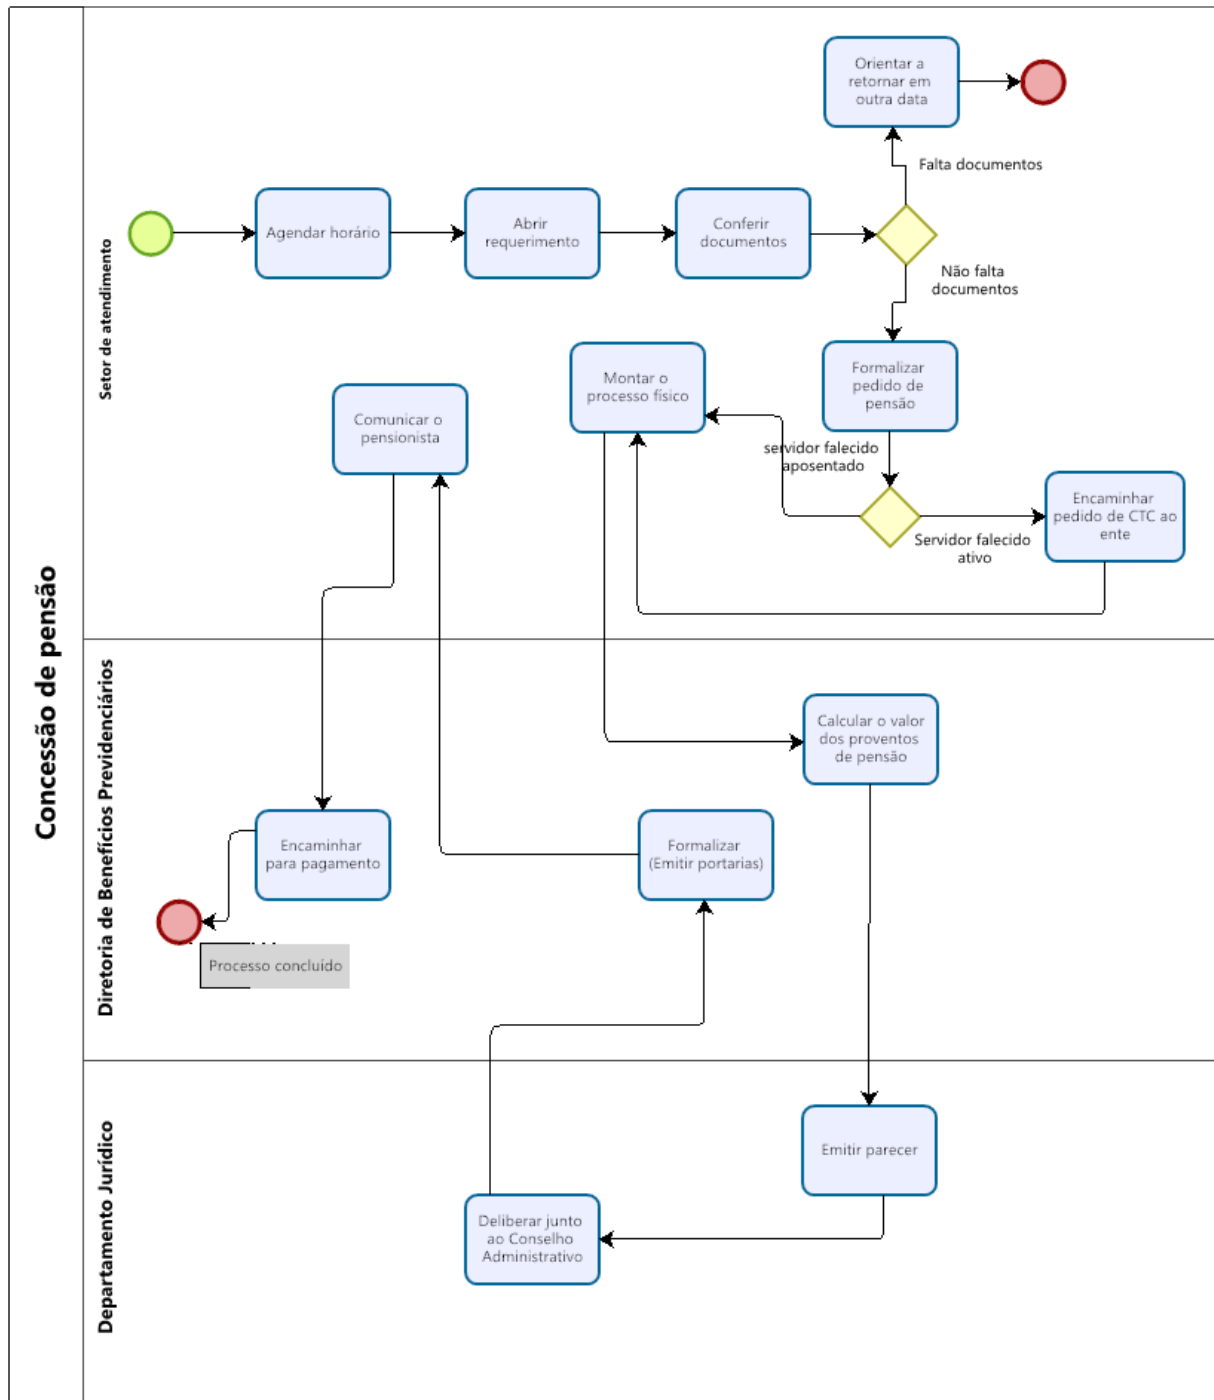 Concessão de pensão
Setor de atendimento
Orientar a
retornar em
outra data
Falta documentos
Agendar horário
Abrir
requerimento
Conferir
documentos
Não falta
documentos
Formalizar
pedido de
pensão
Montar o
processo físico
Comunicar o
pensionista
servidor falecido
aposentado
Servidor falecido
ativo
Encaminhar
pedido de CTC ao
ente
Diretoria de Benefícios Previdenciários
Calcular o valor
dos proventos
de pensão
Encaminhar
para pagamento
Formalizar
(Emitir portarias)
Processo concluído
Departamento Jurídico
Emitir parecer
Deliberar junto
ao Conselho
Administrativo